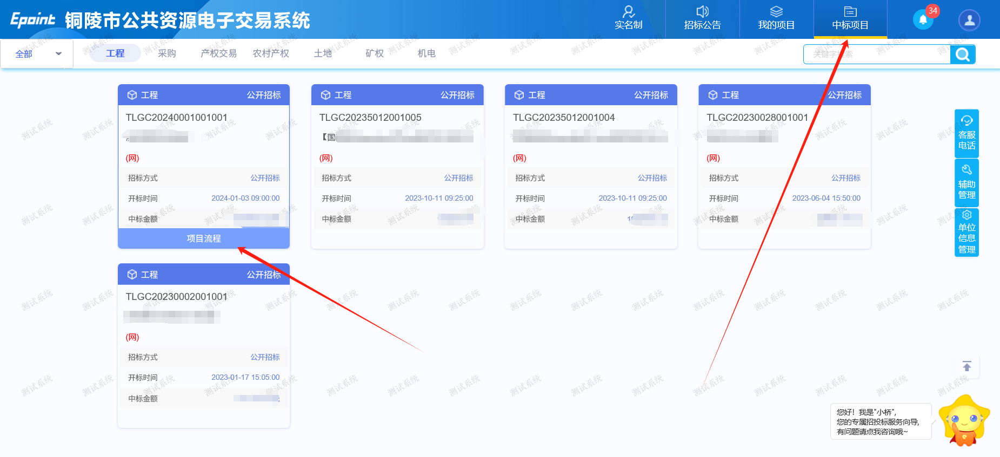 Epoint 铜陵市公共资源电子交易系统
实名制
招标公告
我的项目
中标项目
34
全部
工程
采购
产权交易
农村产权
土地
矿权
机电
关键字搜索
工程 公开招标
TLGC20240001001001
(网)
招标方式 公开招标
开标时间 2024-01-03 09:00:00
中标金额
项目流程
工程 公开招标
TLGC20235012001005
【国
(网)
招标方式 公开招标
开标时间 2023-10-11 09:25:00
中标金额
工程 公开招标
TLGC20235012001004
(网)
招标方式 公开招标
开标时间 2023-10-11 09:25:00
中标金额
工程 公开招标
TLGC20230028001001
(网)
招标方式 公开招标
开标时间 2023-06-04 15:50:00
中标金额
工程 公开招标
TLGC20230002001001
(网)
招标方式 公开招标
开标时间 2023-01-17 15:05:00
中标金额
客服
电话
辅助
管理
单位
信息
管理
您好！我是"小桥",
您的专属招投标服务向导,
有问题请点我咨询哦~
测试系统